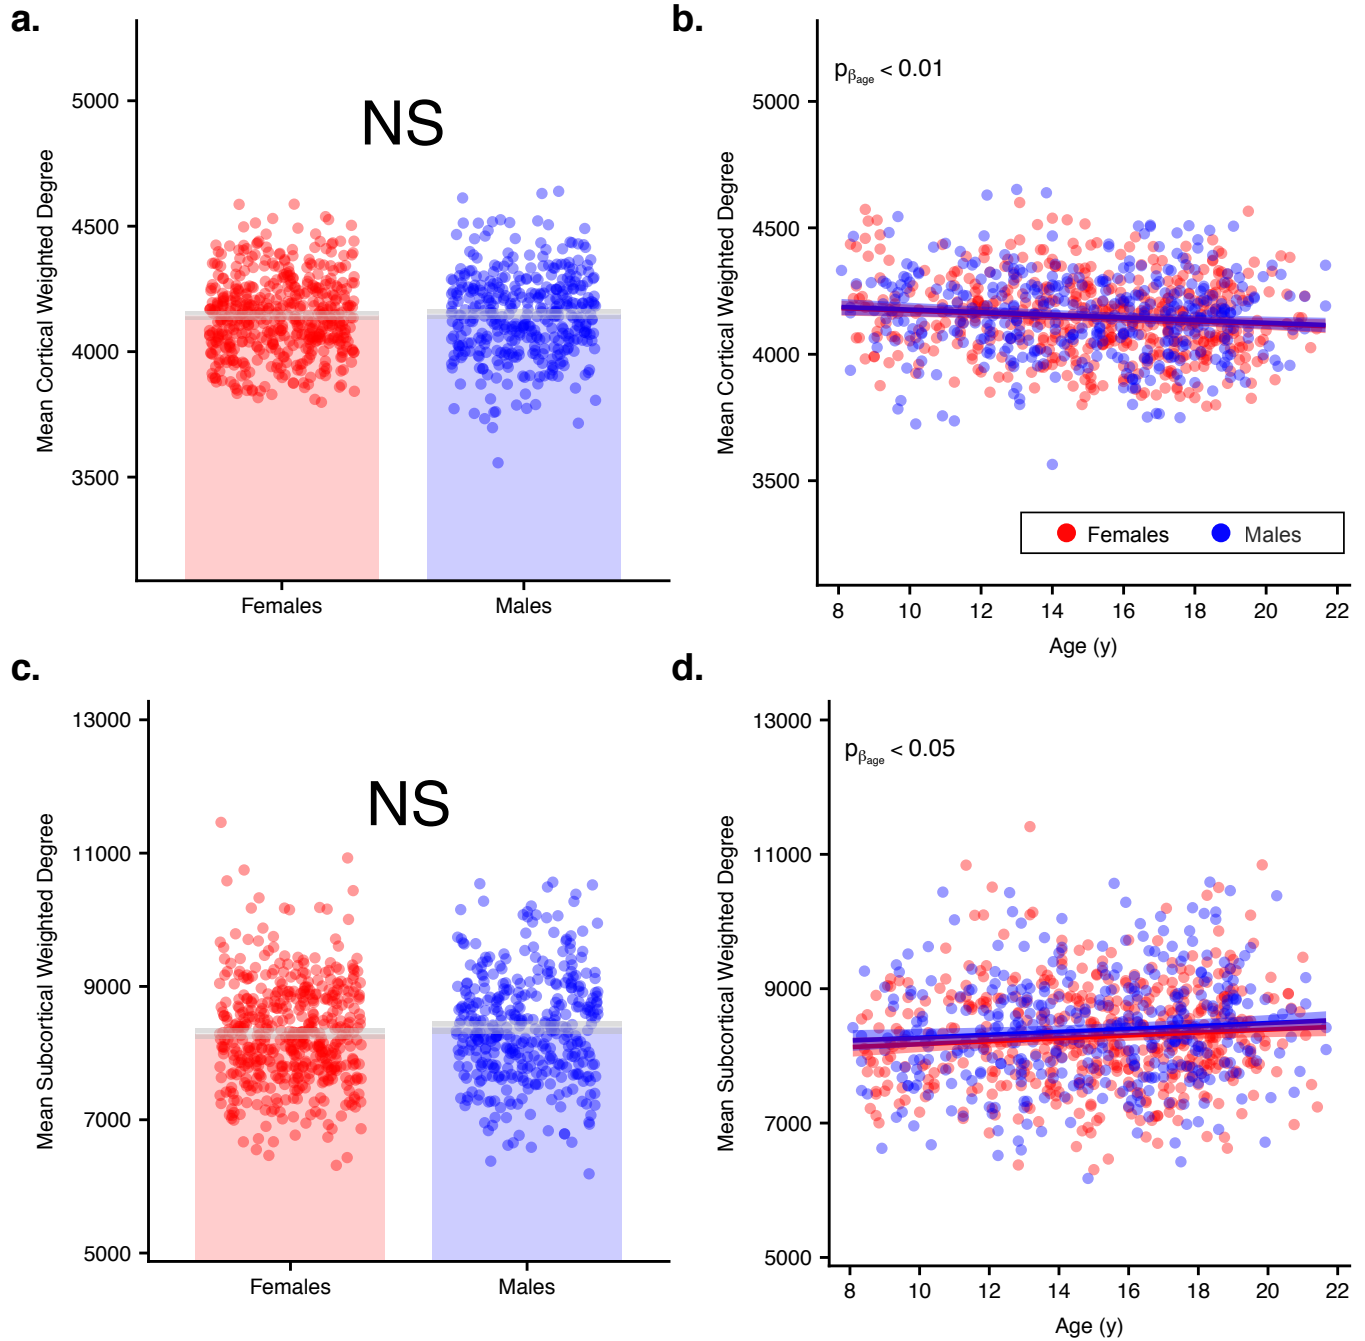 a.
Mean Cortical Weighted Degree
5000
4500
4000
3500
NS
Females
Males
b.
Mean Cortical Weighted Degree
5000
4500
4000
3500
pβage < 0.01
Females
Males
8
10
12
14
16
18
20
22
Age (y)
c.
Mean Subcortical Weighted Degree
13000
11000
9000
7000
5000
NS
Females
Males
d.
Mean Subcortical Weighted Degree
13000
11000
9000
7000
5000
pβage < 0.05
8
10
12
14
16
18
20
22
Age (y)